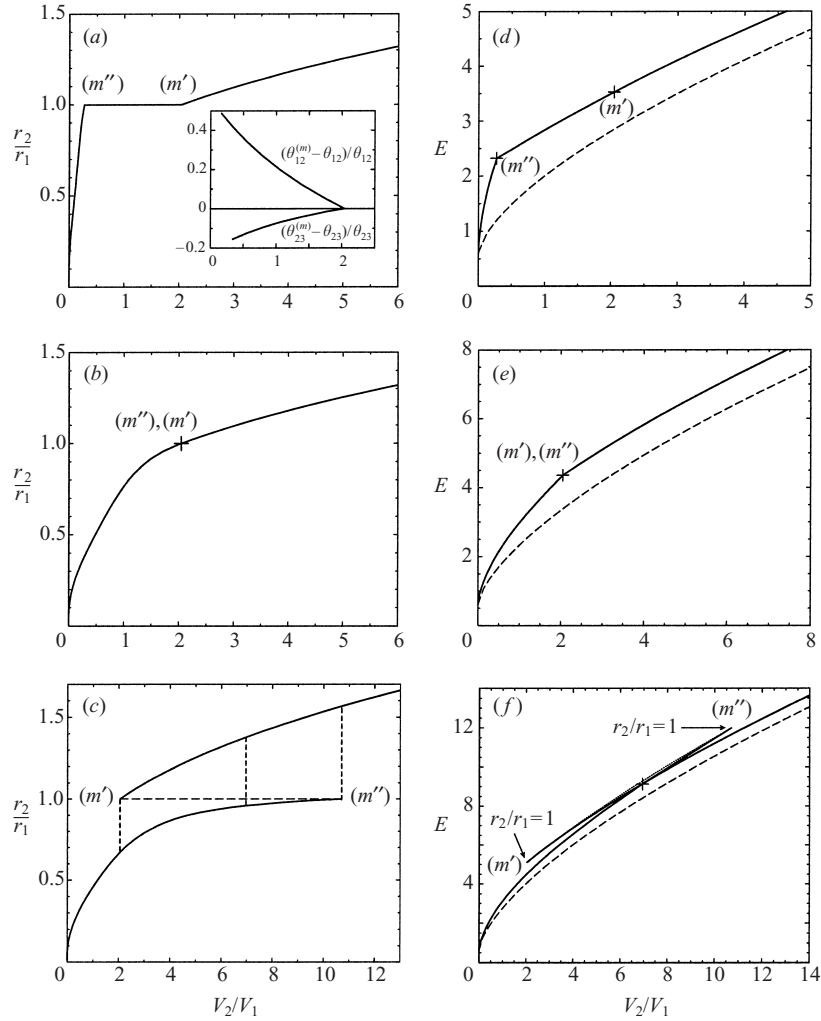 (a)
1.5
(m″)
(m′)
r2/r1
1.0
0.5
0.4
0.2
0
−0.2
(θ12^(m)−θ12)/θ12
(θ23^(m)−θ23)/θ23
0 1 2
0 1 2 3 4 5 6
(d)
5
4
3
2
1
E
(m′)
(m″)
0 1 2 3 4 5
(b)
1.5
(m″),(m′)
r2/r1
1.0
0.5
0 1 2 3 4 5 6
(e)
8
6
4
2
E
(m′),(m″)
0 2 4 6 8
(c)
1.5
r2/r1
1.0
(m′)
(m″)
0.5
0 2 4 6 8 10 12
V2/V1
(f)
12
8
4
E
(m″)
r2/r1=1
r2/r1=1
(m′)
0 2 4 6 8 10 12 14
V2/V1